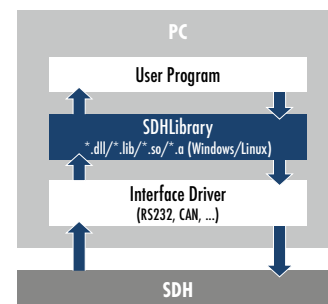 PC
User Program
SDHLibrary
*.dll/*.lib/*.so/*.a (Windows/Linux)
Interface Driver
(RS232, CAN, ...)
SDH